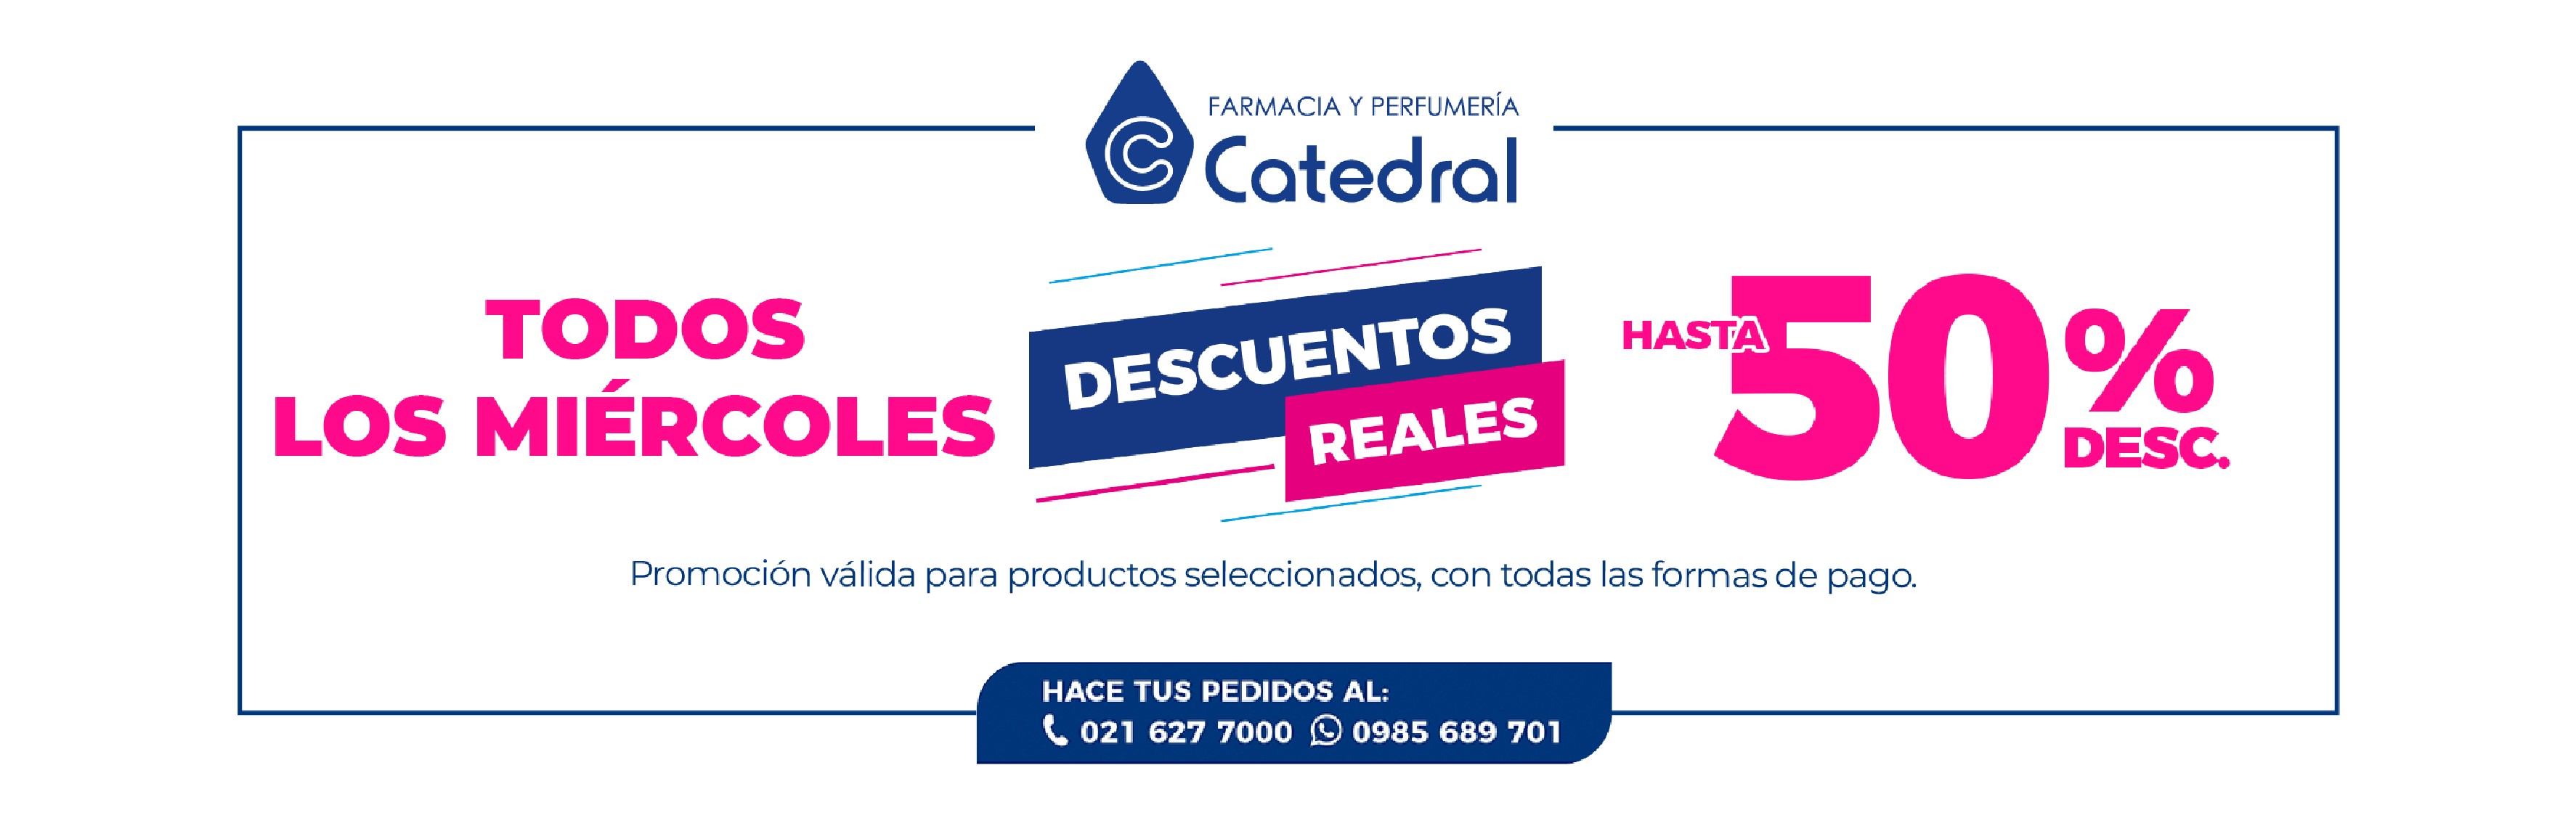 FARMACIA Y PERFUMERÍA
Catedral
TODOS
LOS MIÉRCOLES
DESCUENTOS
REALES
HASTA 50%
DESC.
Promoción válida para productos seleccionados, con todas las formas de pago.
HACE TUS PEDIDOS AL:
021 627 7000 0985 689 701